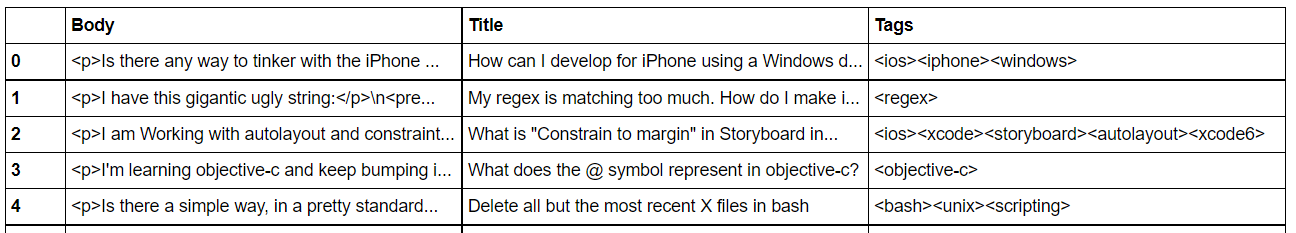 Body Title Tags
0 <p>Is there any way to tinker with the iPhone ... How can I develop for iPhone using a Windows d... <ios><iphone><windows>
1 <p>I have this gigantic ugly string:</p>\n<pre... My regex is matching too much. How do I make i... <regex>
2 <p>I am Working with autolayout and constraint... What is "Constrain to margin" in Storyboard in... <ios><xcode><storyboard><autolayout><xcode6>
3 <p>I'm learning objective-c and keep bumping i... What does the @ symbol represent in objective-c? <objective-c>
4 <p>Is there a simple way, in a pretty standard... Delete all but the most recent X files in bash <bash><unix><scripting>